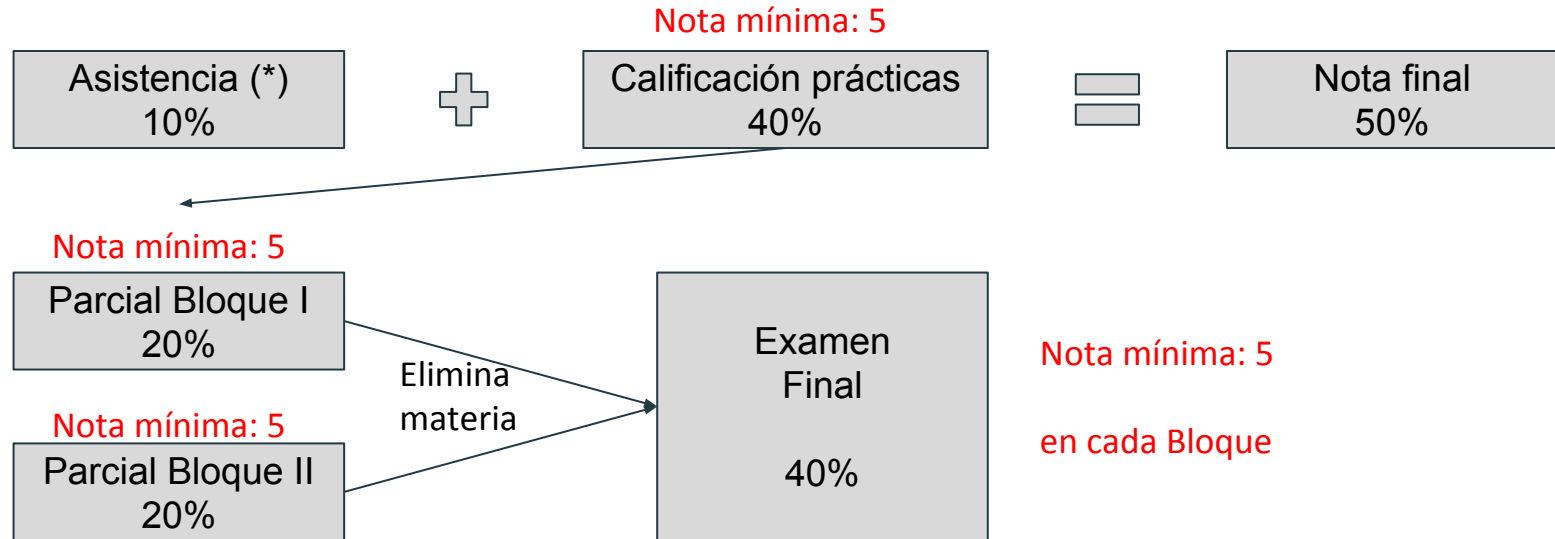 Nota mínima: 5
Asistencia (*)
10%
Calificación prácticas
40%
Nota final
50%
Nota mínima: 5
Parcial Bloque I
20%
Elimina
materia
Nota mínima: 5
Parcial Bloque II
20%
Examen
Final
40%
Nota mínima: 5
en cada Bloque